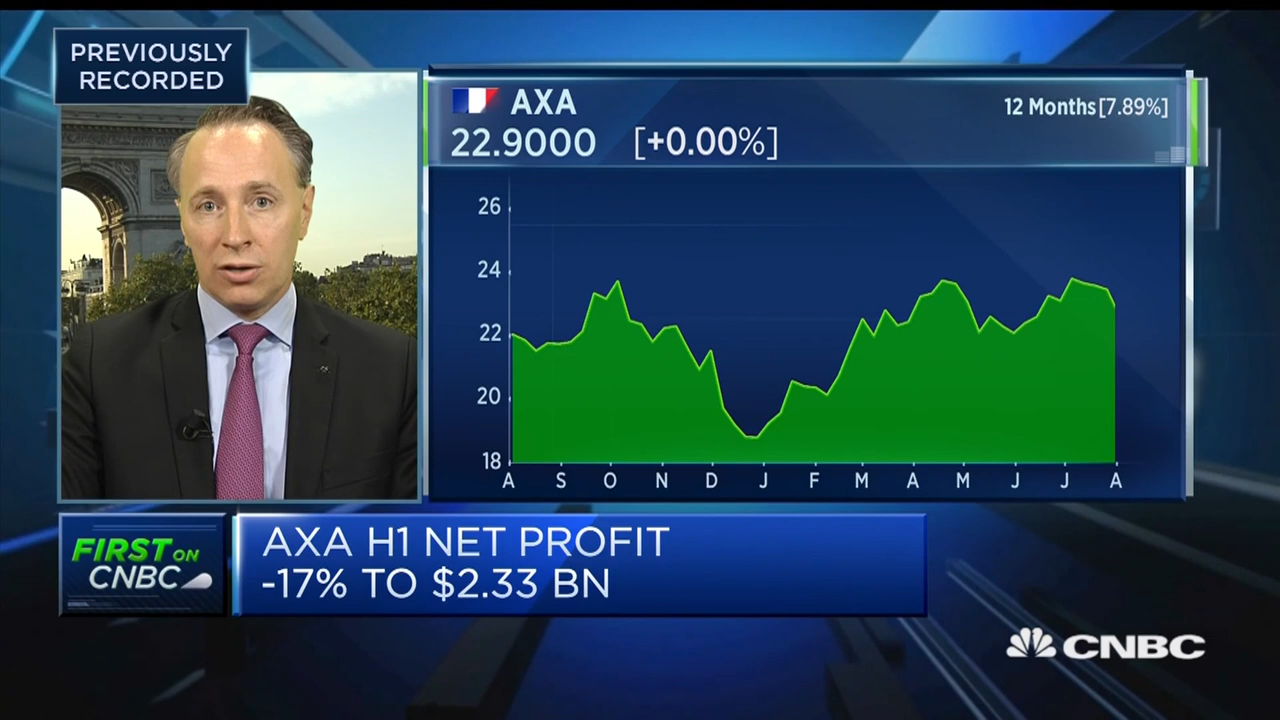 PREVIOUSLY
RECORDED
AXA
12 Months[7.89%]
22.9000 [+0.00%]
26
24
22
20
18
A S O N D J F M A M J J A
FIRST ON
CNBC
AXA H1 NET PROFIT
-17% TO $2.33 BN
CNBC